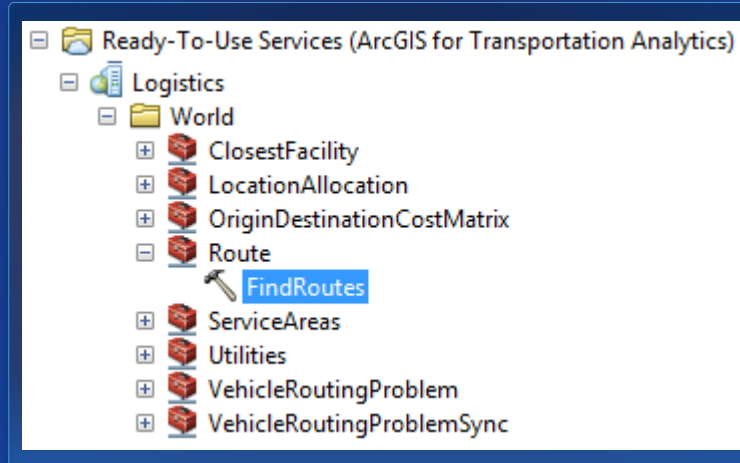 Ready-To-Use Services (ArcGIS for Transportation Analytics)
Logistics
World
ClosestFacility
LocationAllocation
OriginDestinationCostMatrix
Route
FindRoutes
ServiceAreas
Utilities
VehicleRoutingProblem
VehicleRoutingProblemSync